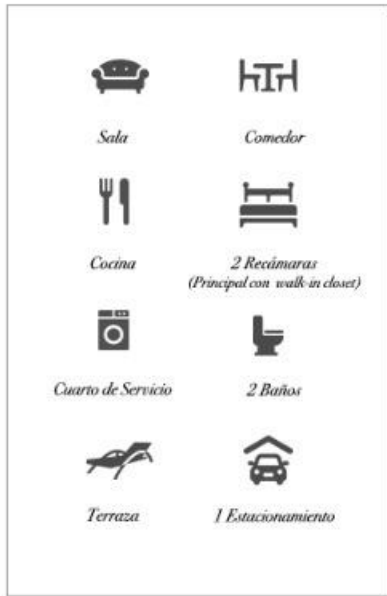 Sala
Comedor
Cocina
2 Recámaras
(Principal con walk-in closet)
Cuarto de Servicio
2 Baños
Terraza
1 Estacionamiento